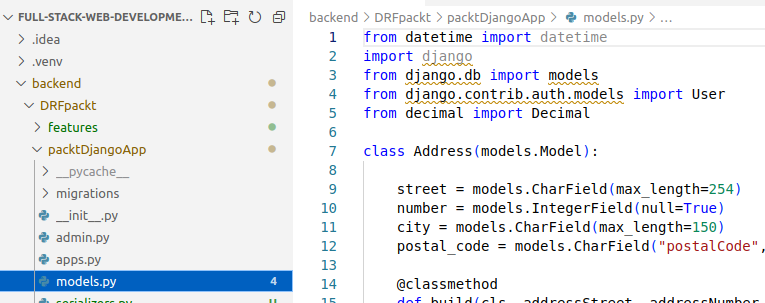 FULL-STACK-WEB-DEVELOPME...
.idea
.venv
backend
DRFpackt
features
packtDjangoApp
__pycache__
migrations
__init__.py
admin.py
apps.py
models.py 4
serializers.py U
backend > DRFpackt > packtDjangoApp > models.py > ...
1 from datetime import datetime
2 import django
3 from django.db import models
4 from django.contrib.auth.models import User
5 from decimal import Decimal
6
7 class Address(models.Model):
8
9 street = models.CharField(max_length=254)
10 number = models.IntegerField(null=True)
11 city = models.CharField(max_length=150)
12 postal_code = models.CharField("postalCode",
13
14 @classmethod
15 def build(cls, addressStreet, addressNumber